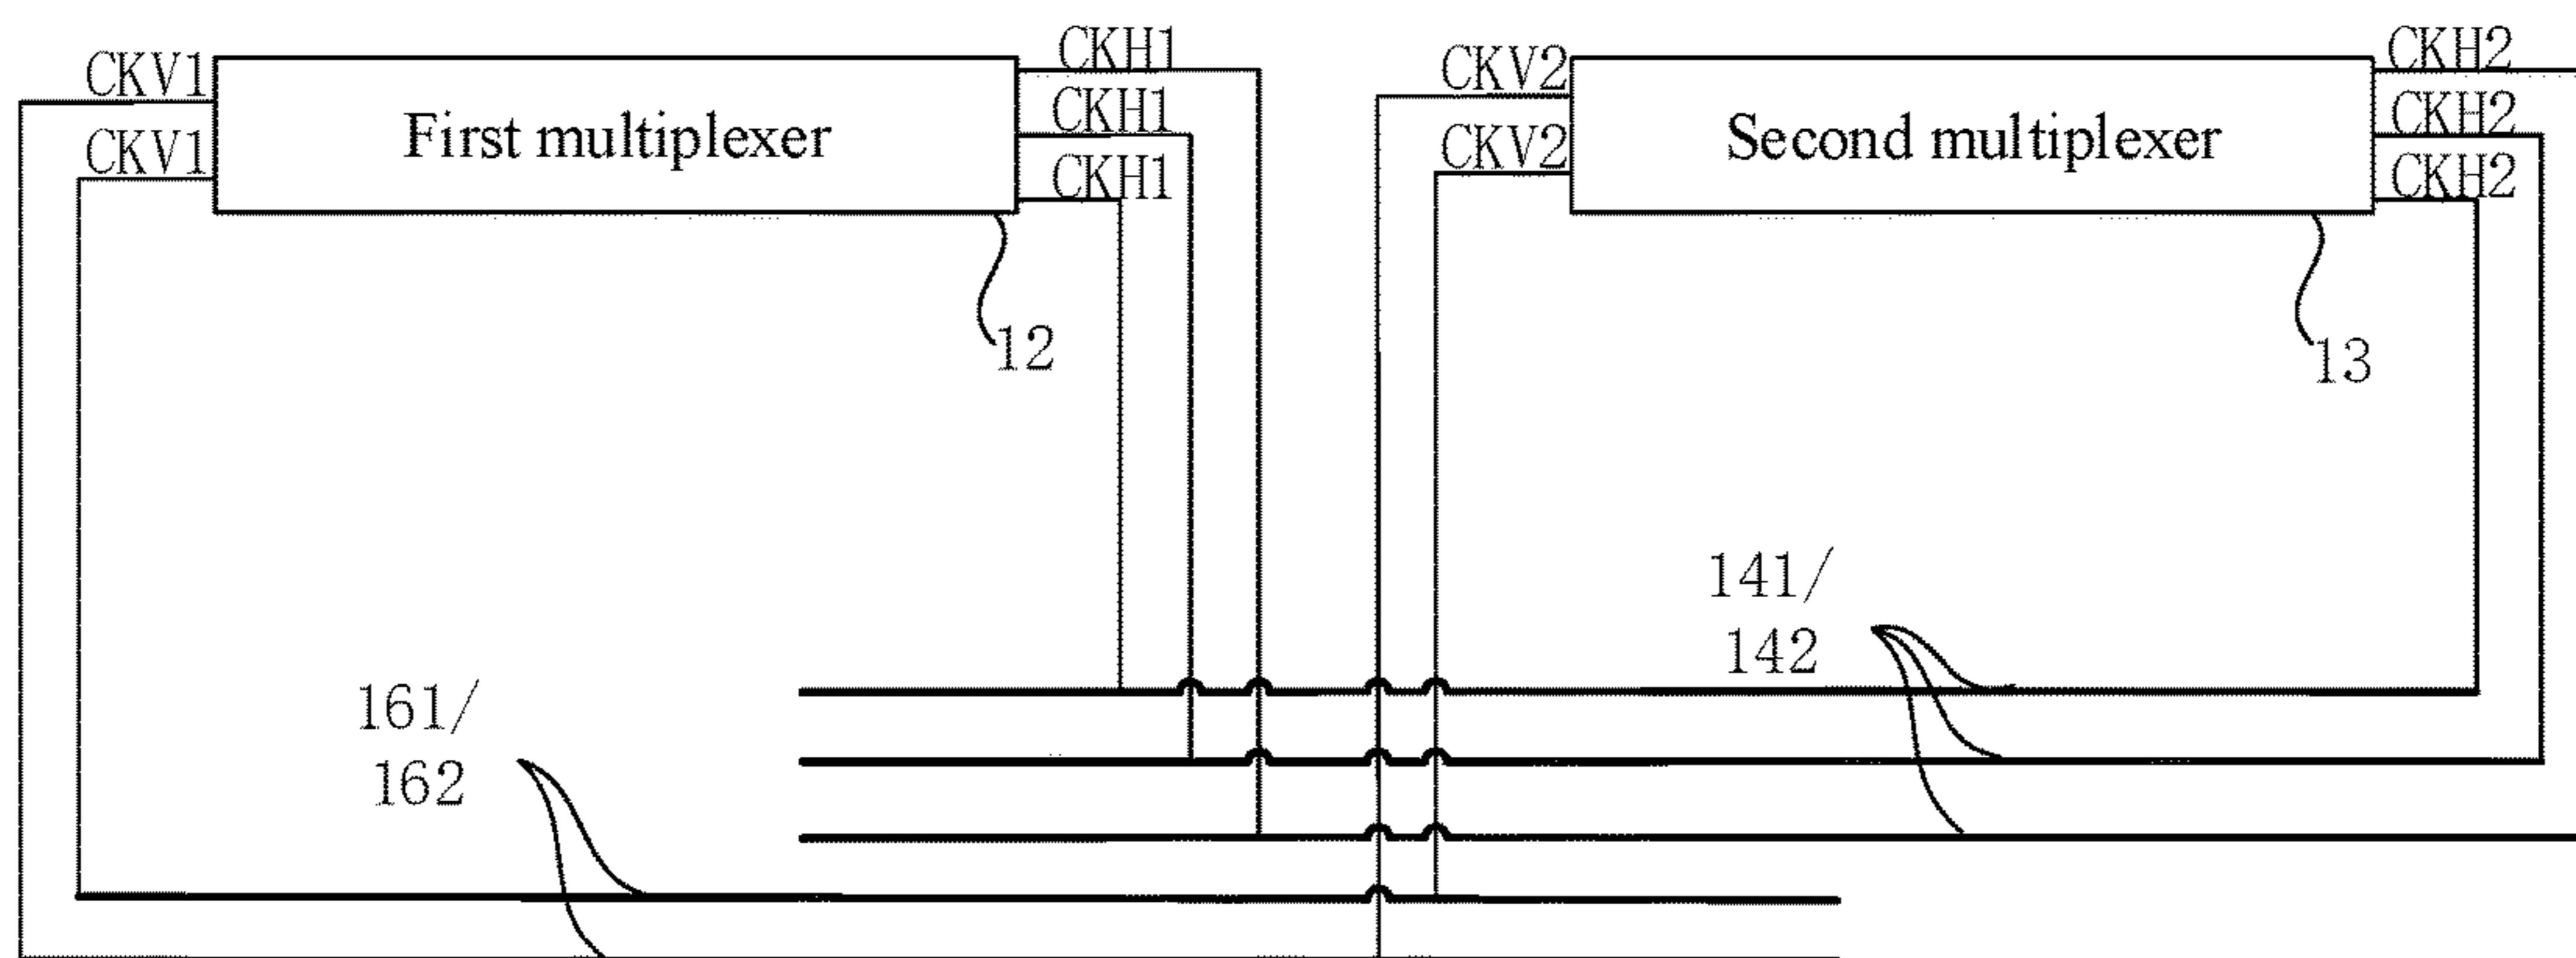 CKV1
CKV1
First multiplexer
CKH1
CKH1
CKH1
12
CKV2
CKV2
Second multiplexer
CKH2
CKH2
CKH2
13
141/
142
161/
162